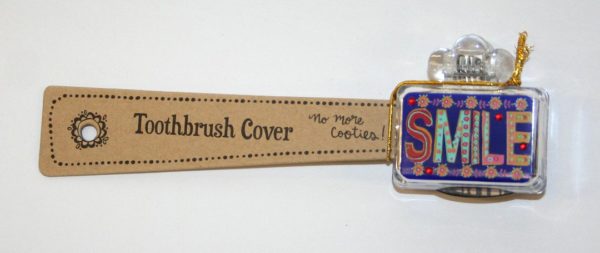 Toothbrush Cover
No More
Cooties!
SMILE